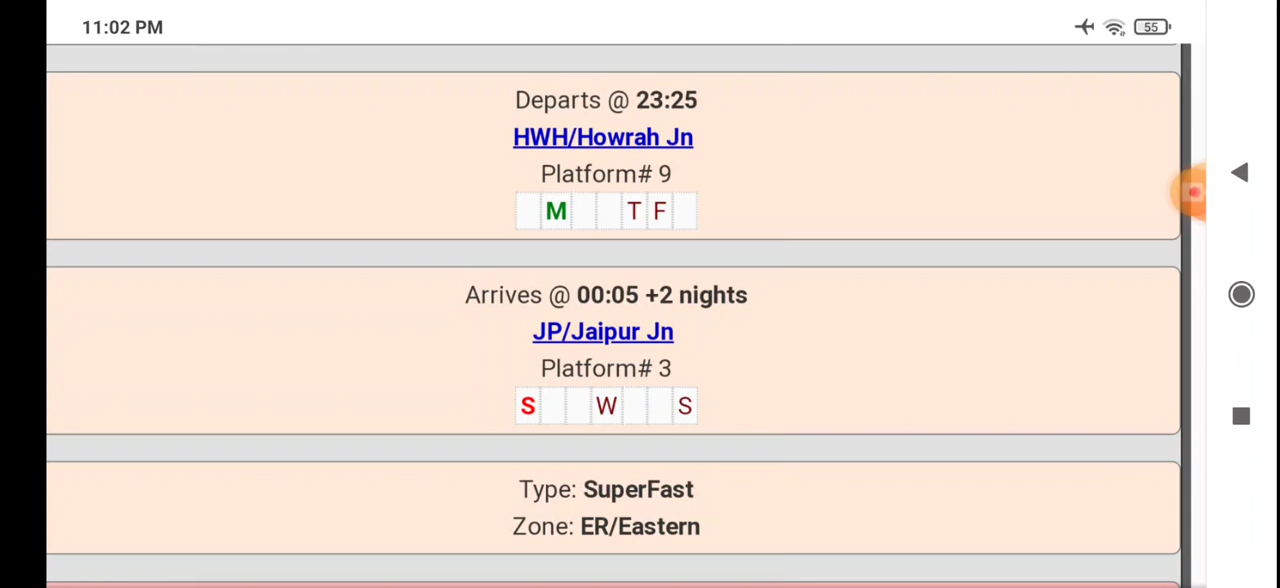 11:02 PM
55
Departs @ 23:25
HWH/Howrah Jn
Platform# 9
M T F
Arrives @ 00:05 +2 nights
JP/Jaipur Jn
Platform# 3
S W S
Type: SuperFast
Zone: ER/Eastern